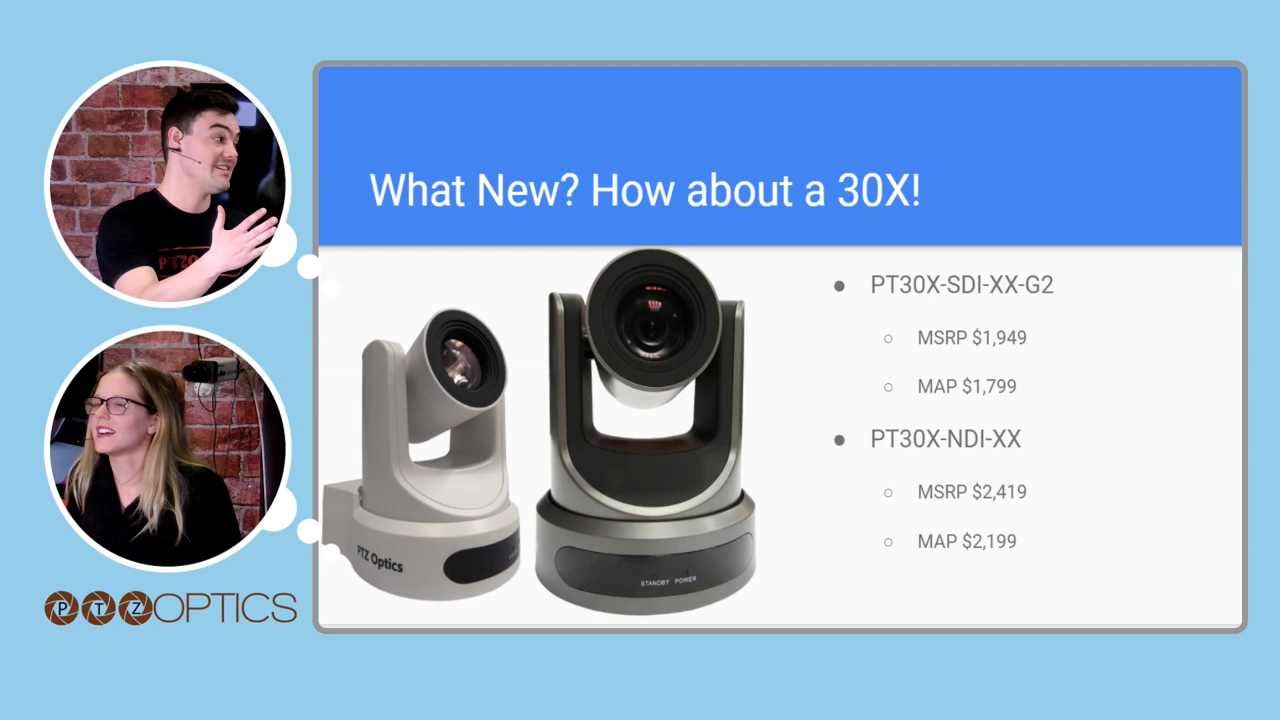 What New? How about a 30X!
PT30X-SDI-XX-G2
MSRP $1,949
MAP $1,799
PT30X-NDI-XX
MSRP $2,419
MAP $2,199
PTZ Optics
STANDBY POWER
PTZOPTICS